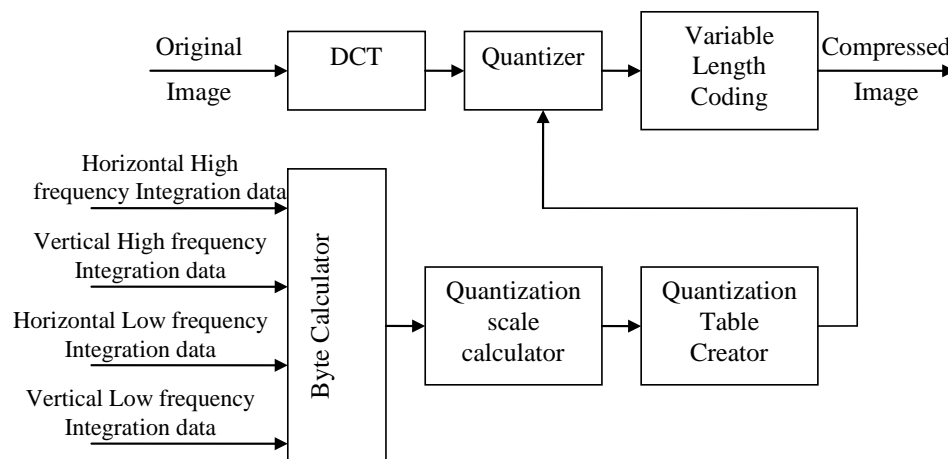 Original
Image
DCT
Quantizer
Variable
Length
Coding
Compressed
Image
Horizontal High
frequency Integration data
Vertical High frequency
Integration data
Horizontal Low frequency
Integration data
Vertical Low frequency
Integration data
Byte Calculator
Quantization
scale
calculator
Quantization
Table
Creator